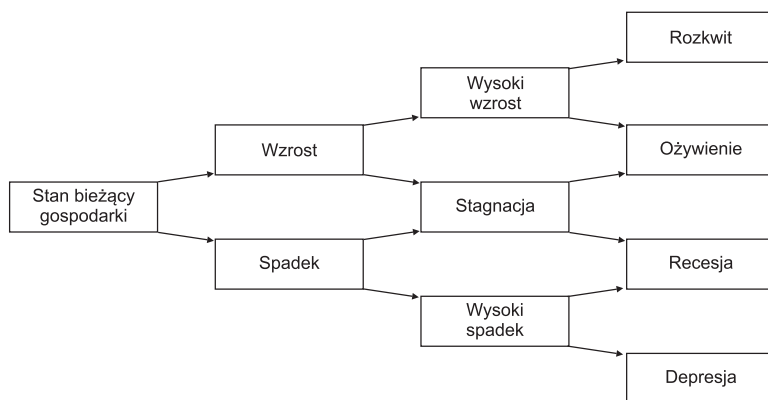 Rozkwit
Wysoki
wzrost
Wzrost
Ożywienie
Stan bieżący
gospodarki
Stagnacja
Spadek
Recesja
Wysoki
spadek
Depresja